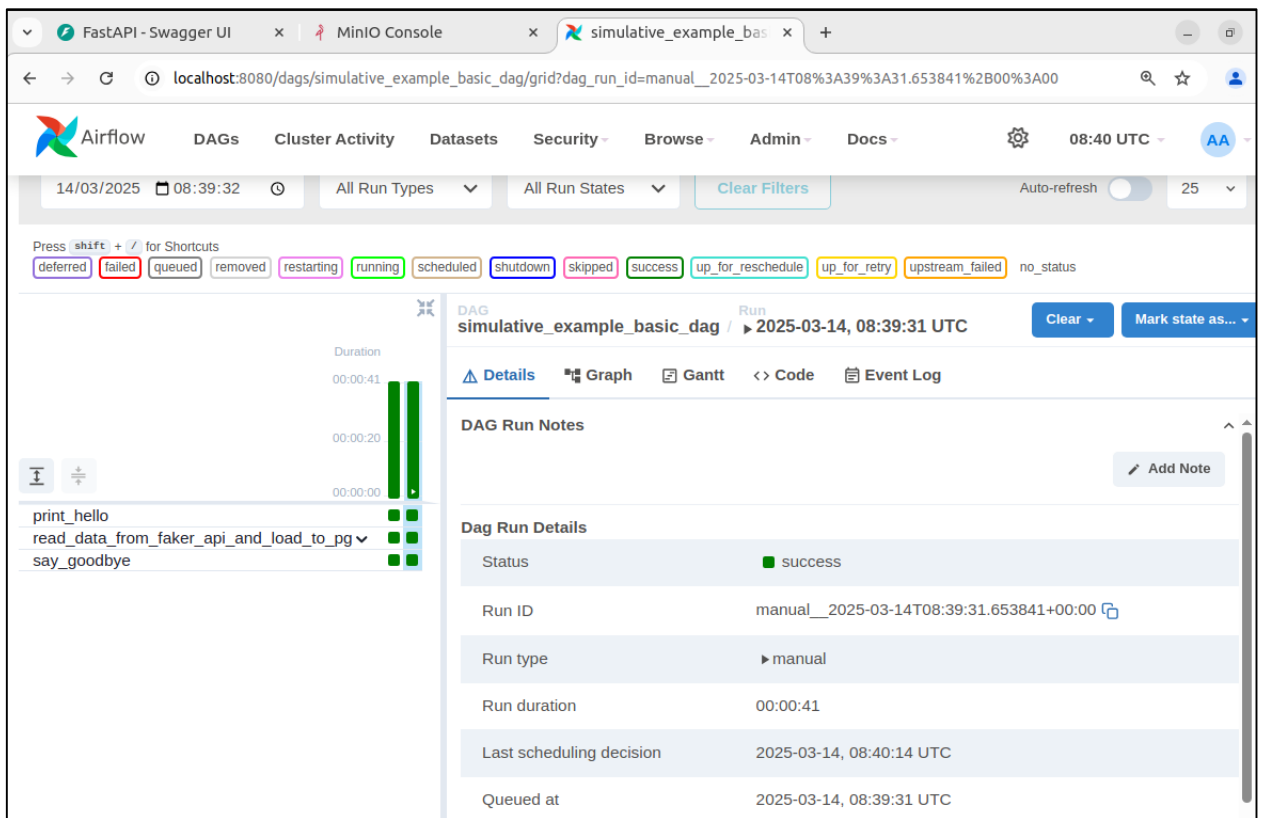 FastAPI - Swagger UI × MinIO Console × simulative_example_bas × +
localhost:8080/dags/simulative_example_basic_dag/grid?dag_run_id=manual__2025-03-14T08%3A39%3A31.653841%2B00%3A00
Airflow DAGs Cluster Activity Datasets Security Browse Admin Docs 08:40 UTC AA
14/03/2025 08:39:32 All Run Types All Run States Clear Filters Auto-refresh 25
Press shift + / for Shortcuts
deferred failed queued removed restarting running scheduled shutdown skipped success up_for_reschedule up_for_retry upstream_failed no_status
DAG Run
simulative_example_basic_dag / 2025-03-14, 08:39:31 UTC Clear Mark state as...
Duration
00:00:41
00:00:20
00:00:00
print_hello
read_data_from_faker_api_and_load_to_pg
say_goodbye
Details Graph Gantt <> Code Event Log
DAG Run Notes
Add Note
Dag Run Details
Status success
Run ID manual__2025-03-14T08:39:31.653841+00:00
Run type manual
Run duration 00:00:41
Last scheduling decision 2025-03-14, 08:40:14 UTC
Queued at 2025-03-14, 08:39:31 UTC